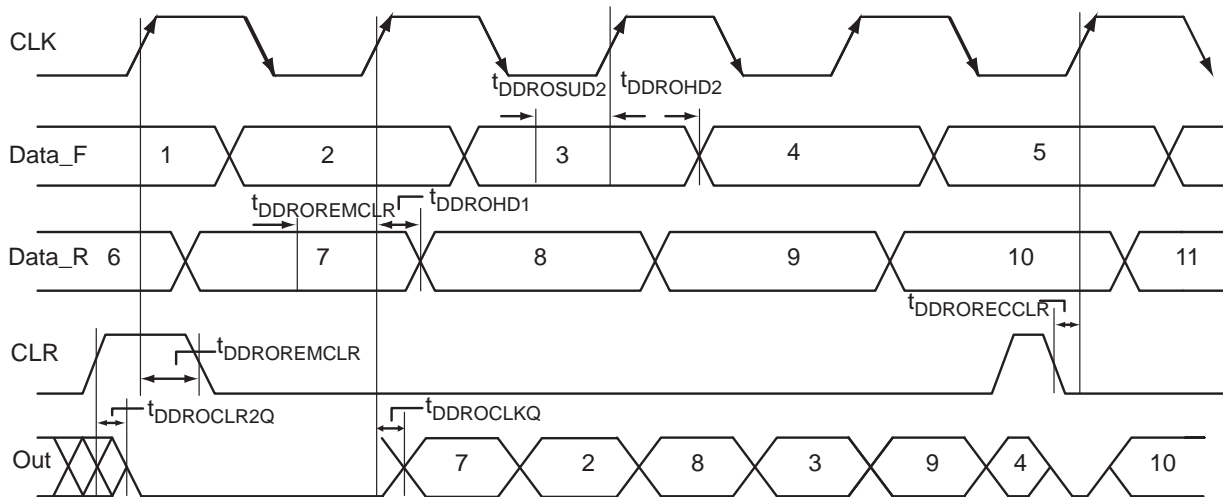 CLK
tDDROSUD2 tDDROHD2
Data_F 1 2 3 4 5
tDDROREMCLR tDDROHD1
Data_R 6 7 8 9 10 11
tDDRORECCLR
CLR
tDDROREMCLR
tDDROCLR2Q tDDROCLKQ
Out 7 2 8 3 9 4 10